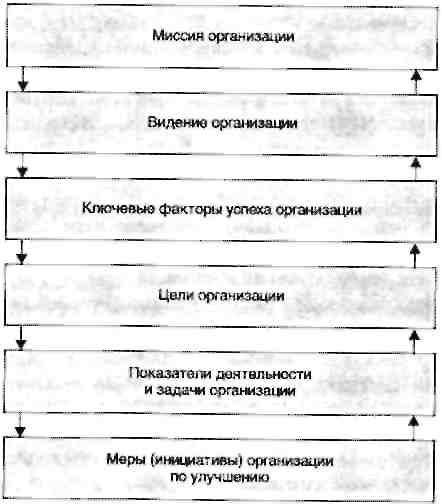 Миссия организации
Видение организации
Ключевые факторы успеха организации
Цели организации
Показатели деятельности
и задачи организации
Меры (инициативы) организации
по улучшению